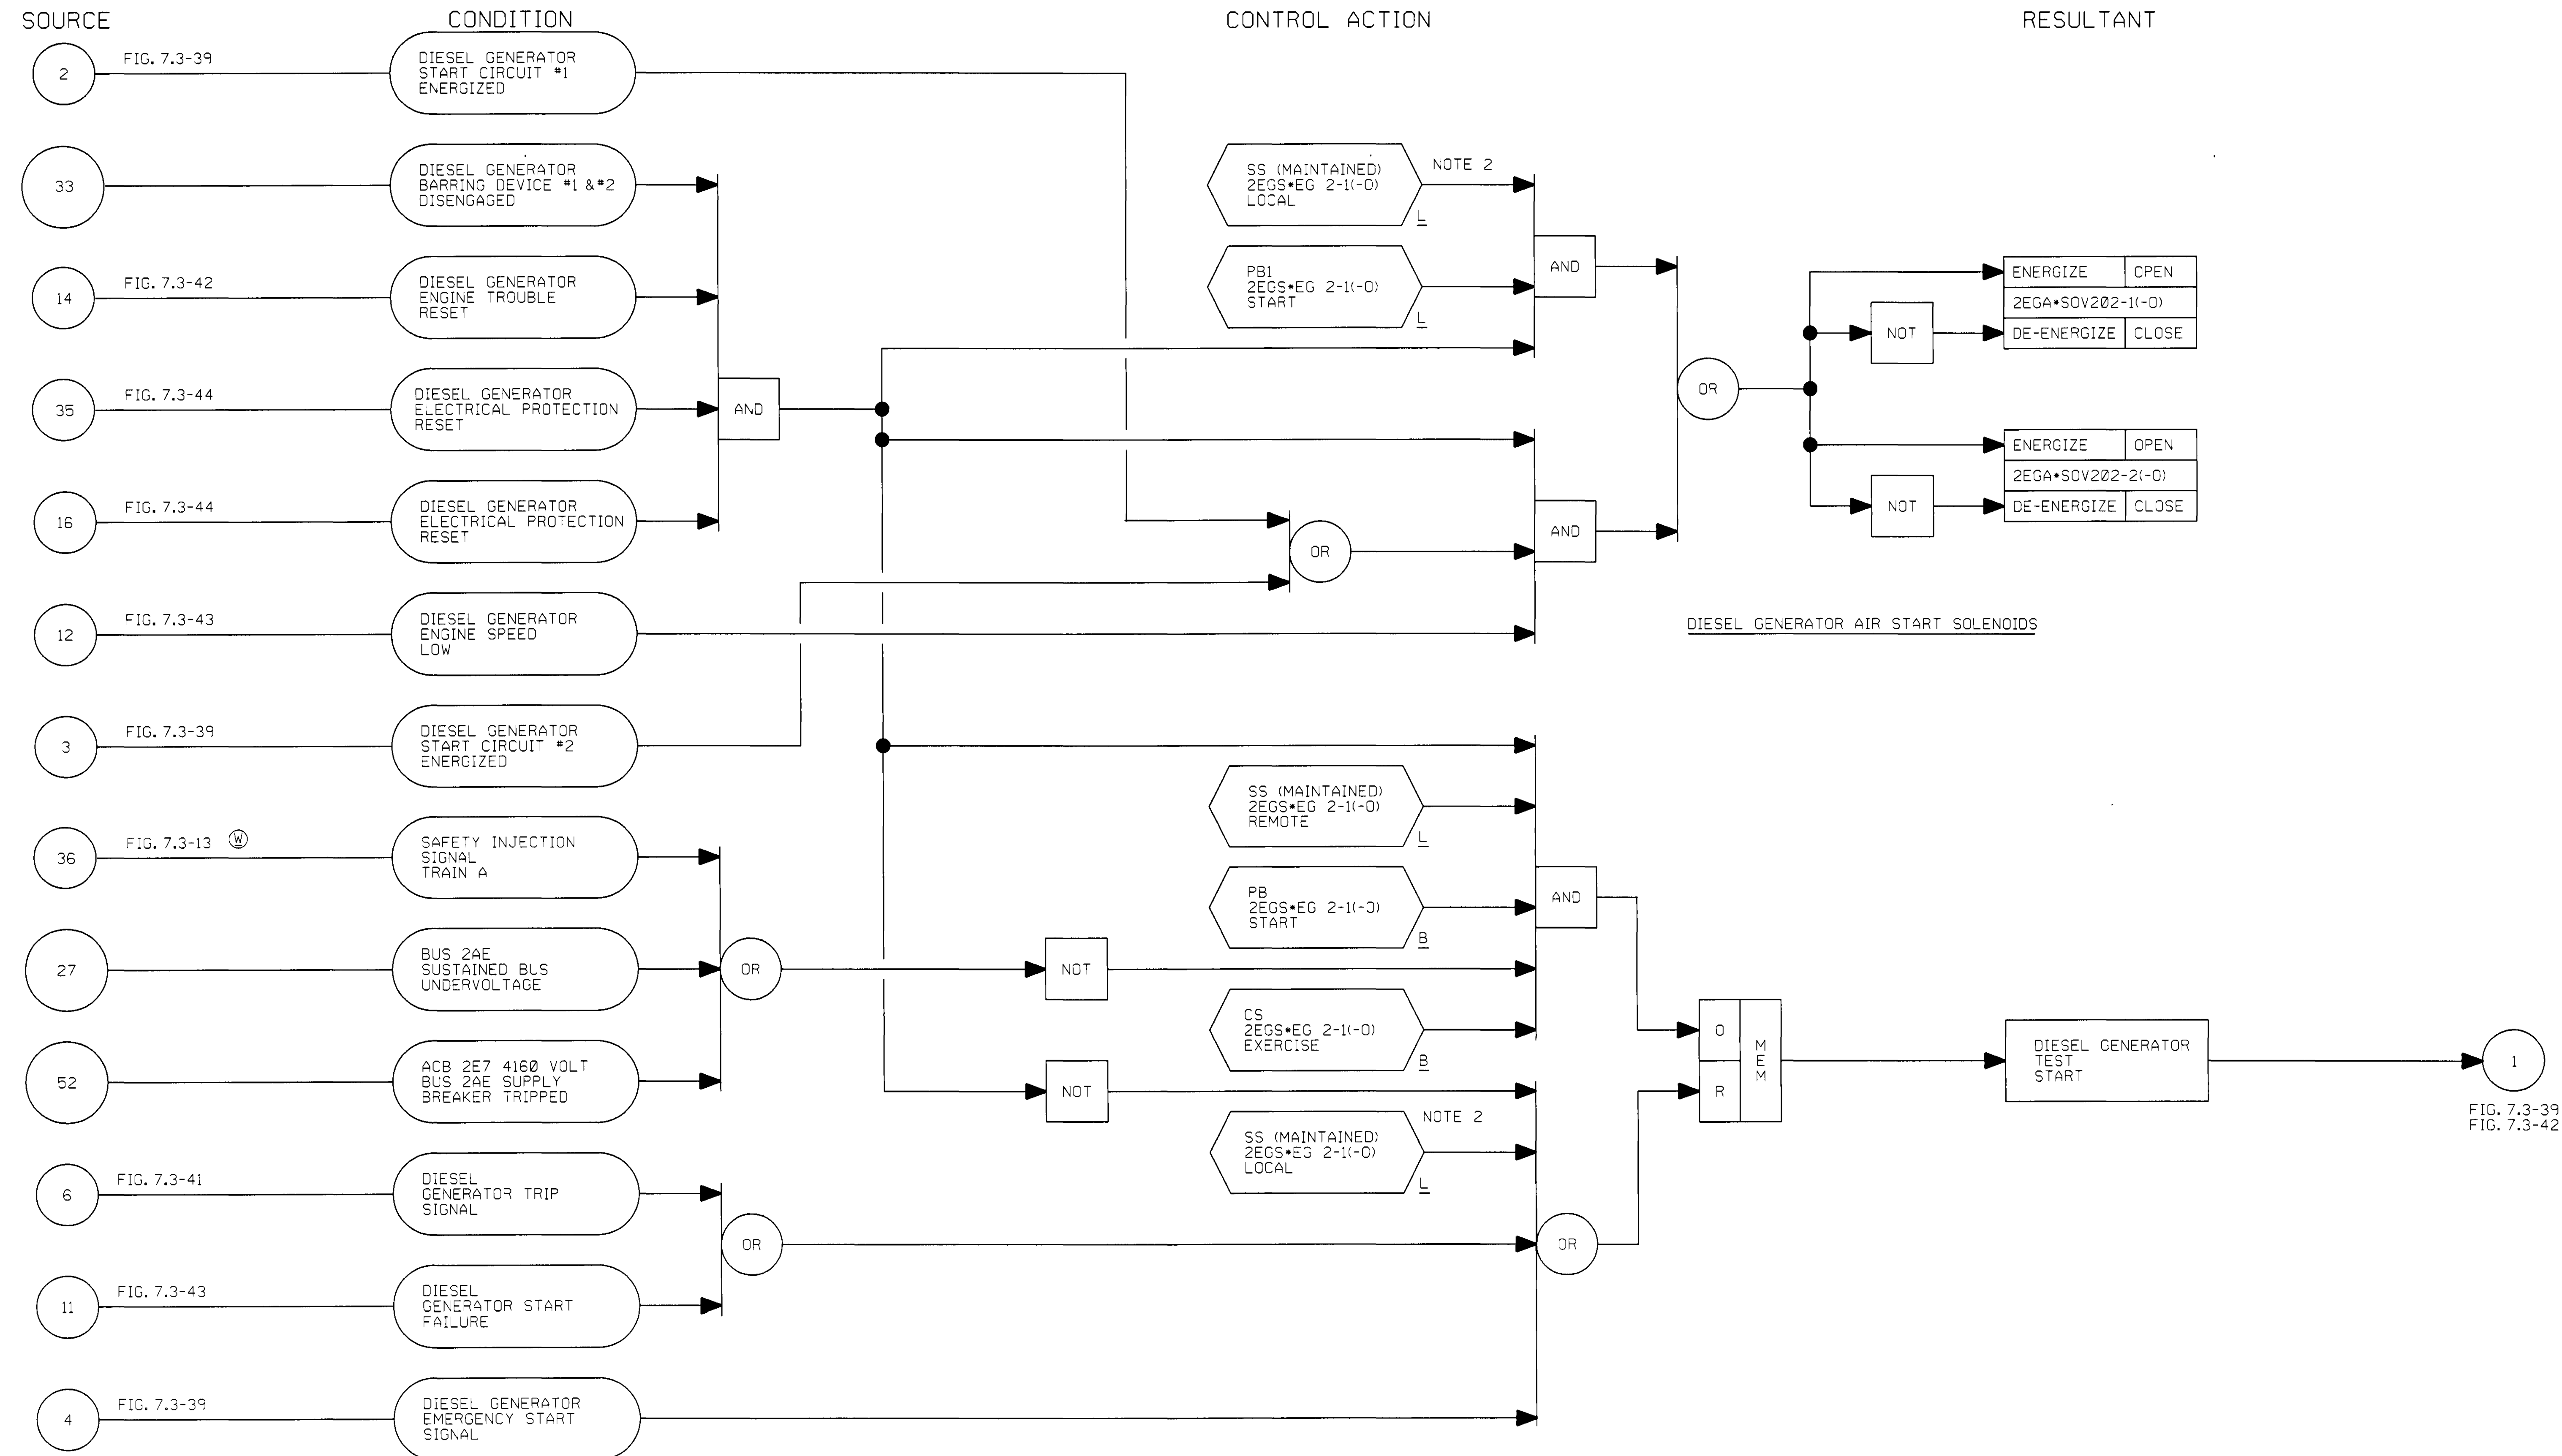 SOURCE
CONDITION
CONTROL ACTION
RESULTANT
2
FIG. 7.3-39
DIESEL GENERATOR
START CIRCUIT #1
ENERGIZED
33
DIESEL GENERATOR
BARRING DEVICE #1 &#2
DISENGAGED
14
FIG. 7.3-42
DIESEL GENERATOR
ENGINE TROUBLE
RESET
35
FIG. 7.3-44
DIESEL GENERATOR
ELECTRICAL PROTECTION
RESET
AND
16
FIG. 7.3-44
DIESEL GENERATOR
ELECTRICAL PROTECTION
RESET
12
FIG. 7.3-43
DIESEL GENERATOR
ENGINE SPEED
LOW
3
FIG. 7.3-39
DIESEL GENERATOR
START CIRCUIT #2
ENERGIZED
36
FIG. 7.3-13 W
SAFETY INJECTION
SIGNAL
TRAIN A
27
BUS 2AE
SUSTAINED BUS
UNDERVOLTAGE
OR
NOT
52
ACB 2E7 4160 VOLT
BUS 2AE SUPPLY
BREAKER TRIPPED
NOT
6
FIG. 7.3-41
DIESEL
GENERATOR TRIP
SIGNAL
OR
11
FIG. 7.3-43
DIESEL
GENERATOR START
FAILURE
4
FIG. 7.3-39
DIESEL GENERATOR
EMERGENCY START
SIGNAL
SS (MAINTAINED)
2EGS*EG 2-1(-O)
LOCAL
L
NOTE 2
PB1
2EGS*EG 2-1(-O)
START
L
AND
OR
AND
OR
NOT
ENERGIZE OPEN
2EGA*SOV202-1(-O)
DE-ENERGIZE CLOSE
NOT
ENERGIZE OPEN
2EGA*SOV202-2(-O)
DE-ENERGIZE CLOSE
DIESEL GENERATOR AIR START SOLENOIDS
SS (MAINTAINED)
2EGS*EG 2-1(-O)
REMOTE
L
PB
2EGS*EG 2-1(-O)
START
B
AND
CS
2EGS*EG 2-1(-O)
EXERCISE
B
NOTE 2
SS (MAINTAINED)
2EGS*EG 2-1(-O)
LOCAL
L
OR
O
R
MEM
DIESEL GENERATOR
TEST
START
1
FIG. 7.3-39
FIG. 7.3-42